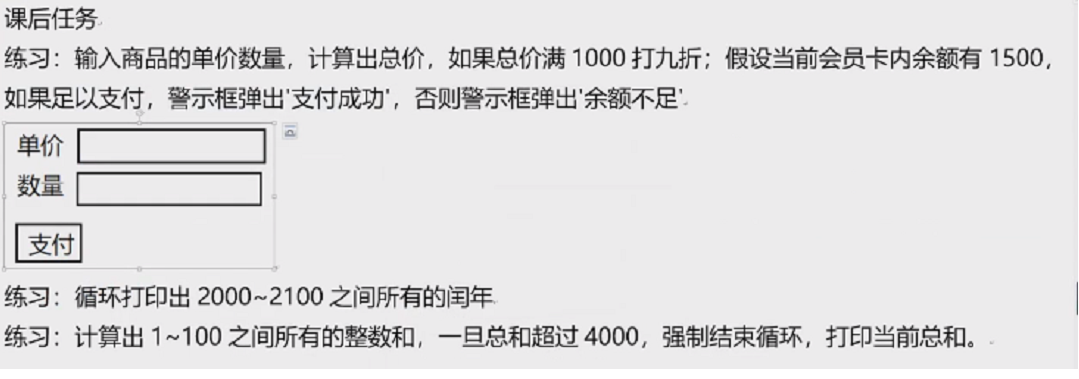 课后任务
练习：输入商品的单价数量，计算出总价，如果总价满 1000 打九折；假设当前会员卡内余额有 1500，
如果足以支付，警示框弹出'支付成功'，否则警示框弹出'余额不足'
单价
数量
支付
练习：循环打印出 2000~2100 之间所有的闰年
练习：计算出 1~100 之间所有的整数和，一旦总和超过 4000，强制结束循环，打印当前总和。